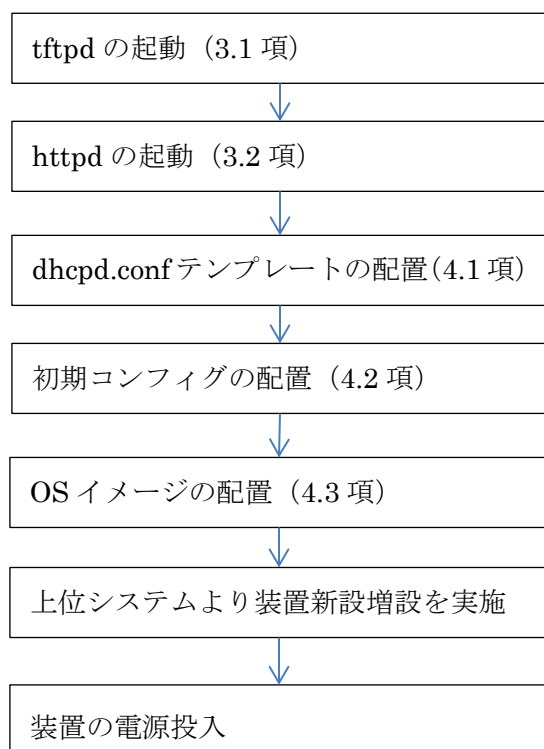 tftpd の起動（3.1 項）
httpd の起動（3.2 項）
dhcpd.conf テンプレートの配置（4.1 項）
初期コンフィグの配置（4.2 項）
OS イメージの配置（4.3 項）
上位システムより装置新設増設を実施
装置の電源投入